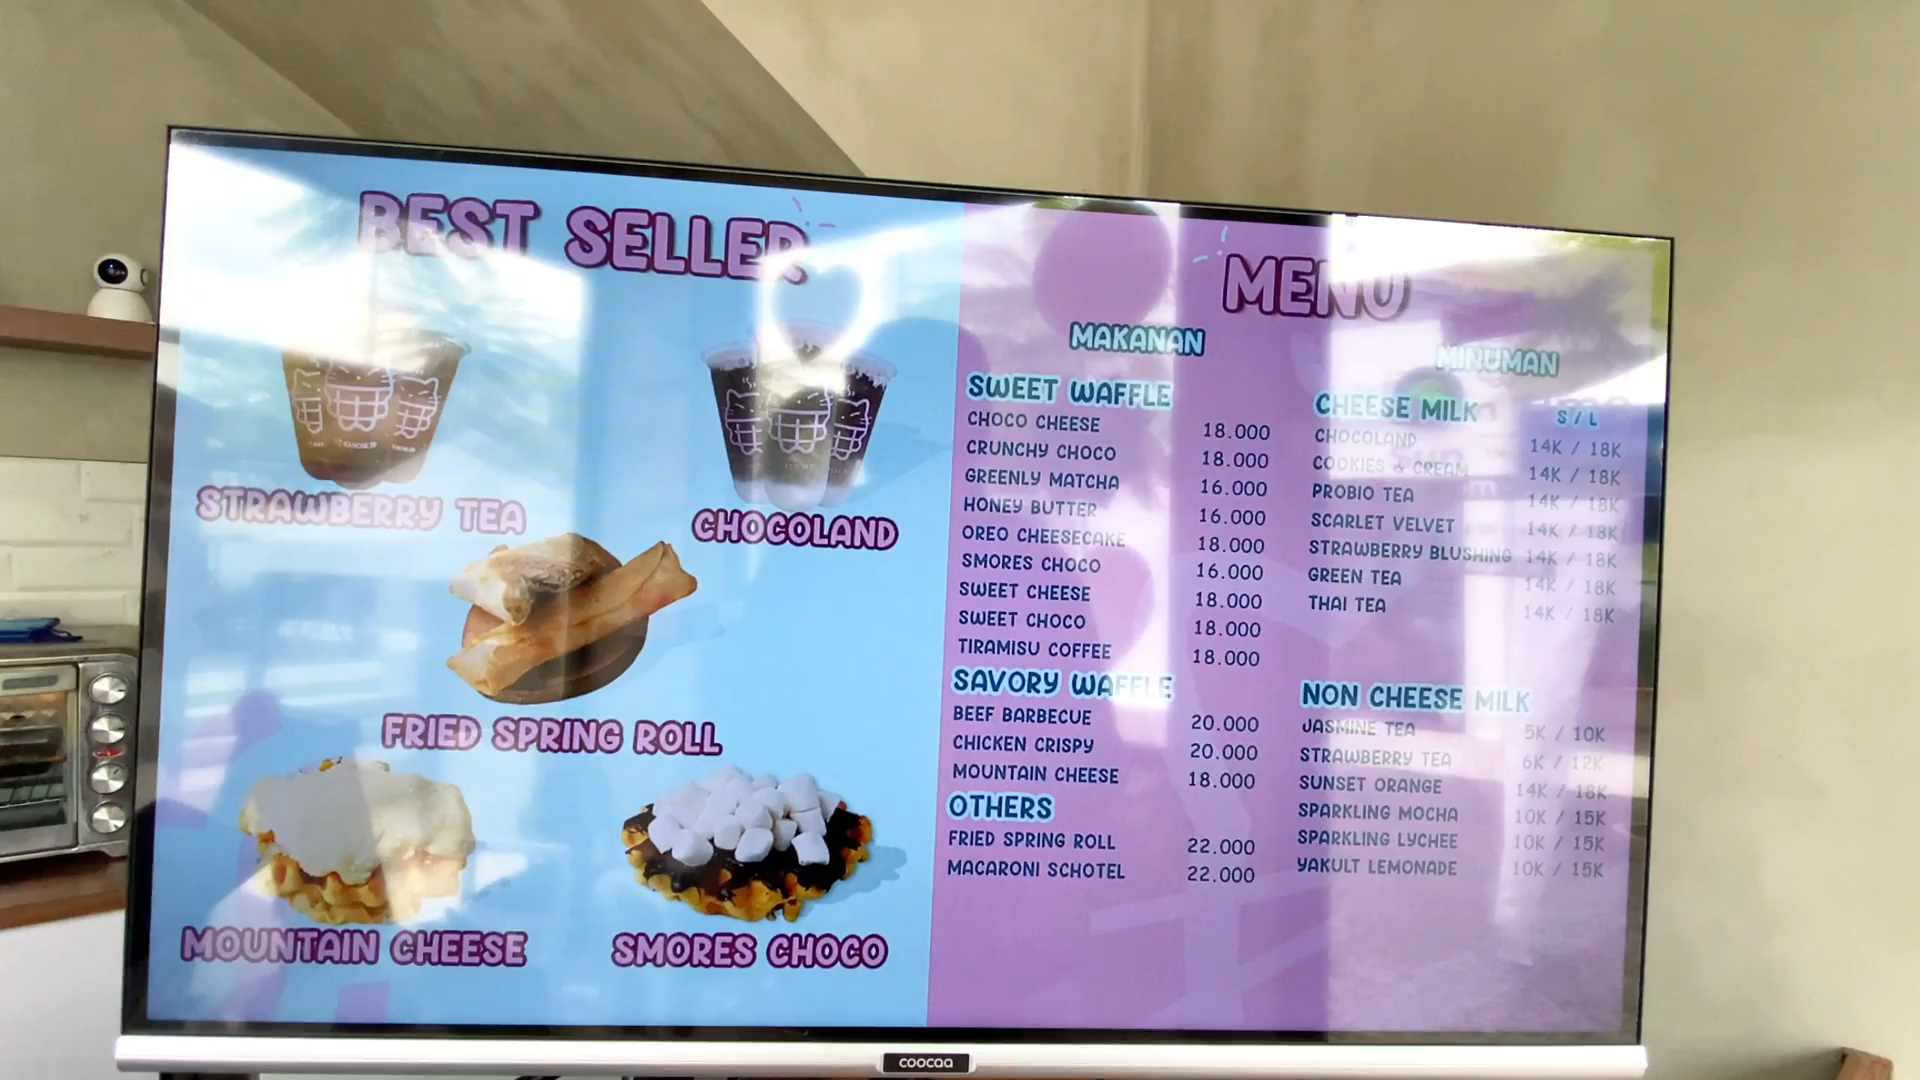 BEST SELLER
STRAWBERRY TEA
CHOCOLAND
FRIED SPRING ROLL
MOUNTAIN CHEESE
SMORES CHOCO
MENU
MAKANAN
SWEET WAFFLE
CHOCO CHEESE 18.000
CRUNCHY CHOCO 18.000
GREENLY MATCHA 16.000
HONEY BUTTER 16.000
OREO CHEESECAKE 18.000
SMORES CHOCO 16.000
SWEET CHEESE 18.000
SWEET CHOCO 18.000
TIRAMISU COFFEE 18.000
SAVORY WAFFLE
BEEF BARBECUE 20.000
CHICKEN CRISPY 20.000
MOUNTAIN CHEESE 18.000
OTHERS
FRIED SPRING ROLL 22.000
MACARONI SCHOTEL 22.000
MINUMAN
CHEESE MILK S / L
CHOCOLAND 14K / 18K
COOKIES & CREAM 14K / 18K
PROBIO TEA 14K / 18K
SCARLET VELVET 14K / 18K
STRAWBERRY BLUSHING 14K / 18K
GREEN TEA 14K / 18K
THAI TEA 14K / 18K
NON CHEESE MILK
JASMINE TEA 5K / 10K
STRAWBERRY TEA 6K / 12K
SUNSET ORANGE 14K / 18K
SPARKLING MOCHA 10K / 15K
SPARKLING LYCHEE 10K / 15K
YAKULT LEMONADE 10K / 15K
coocaa